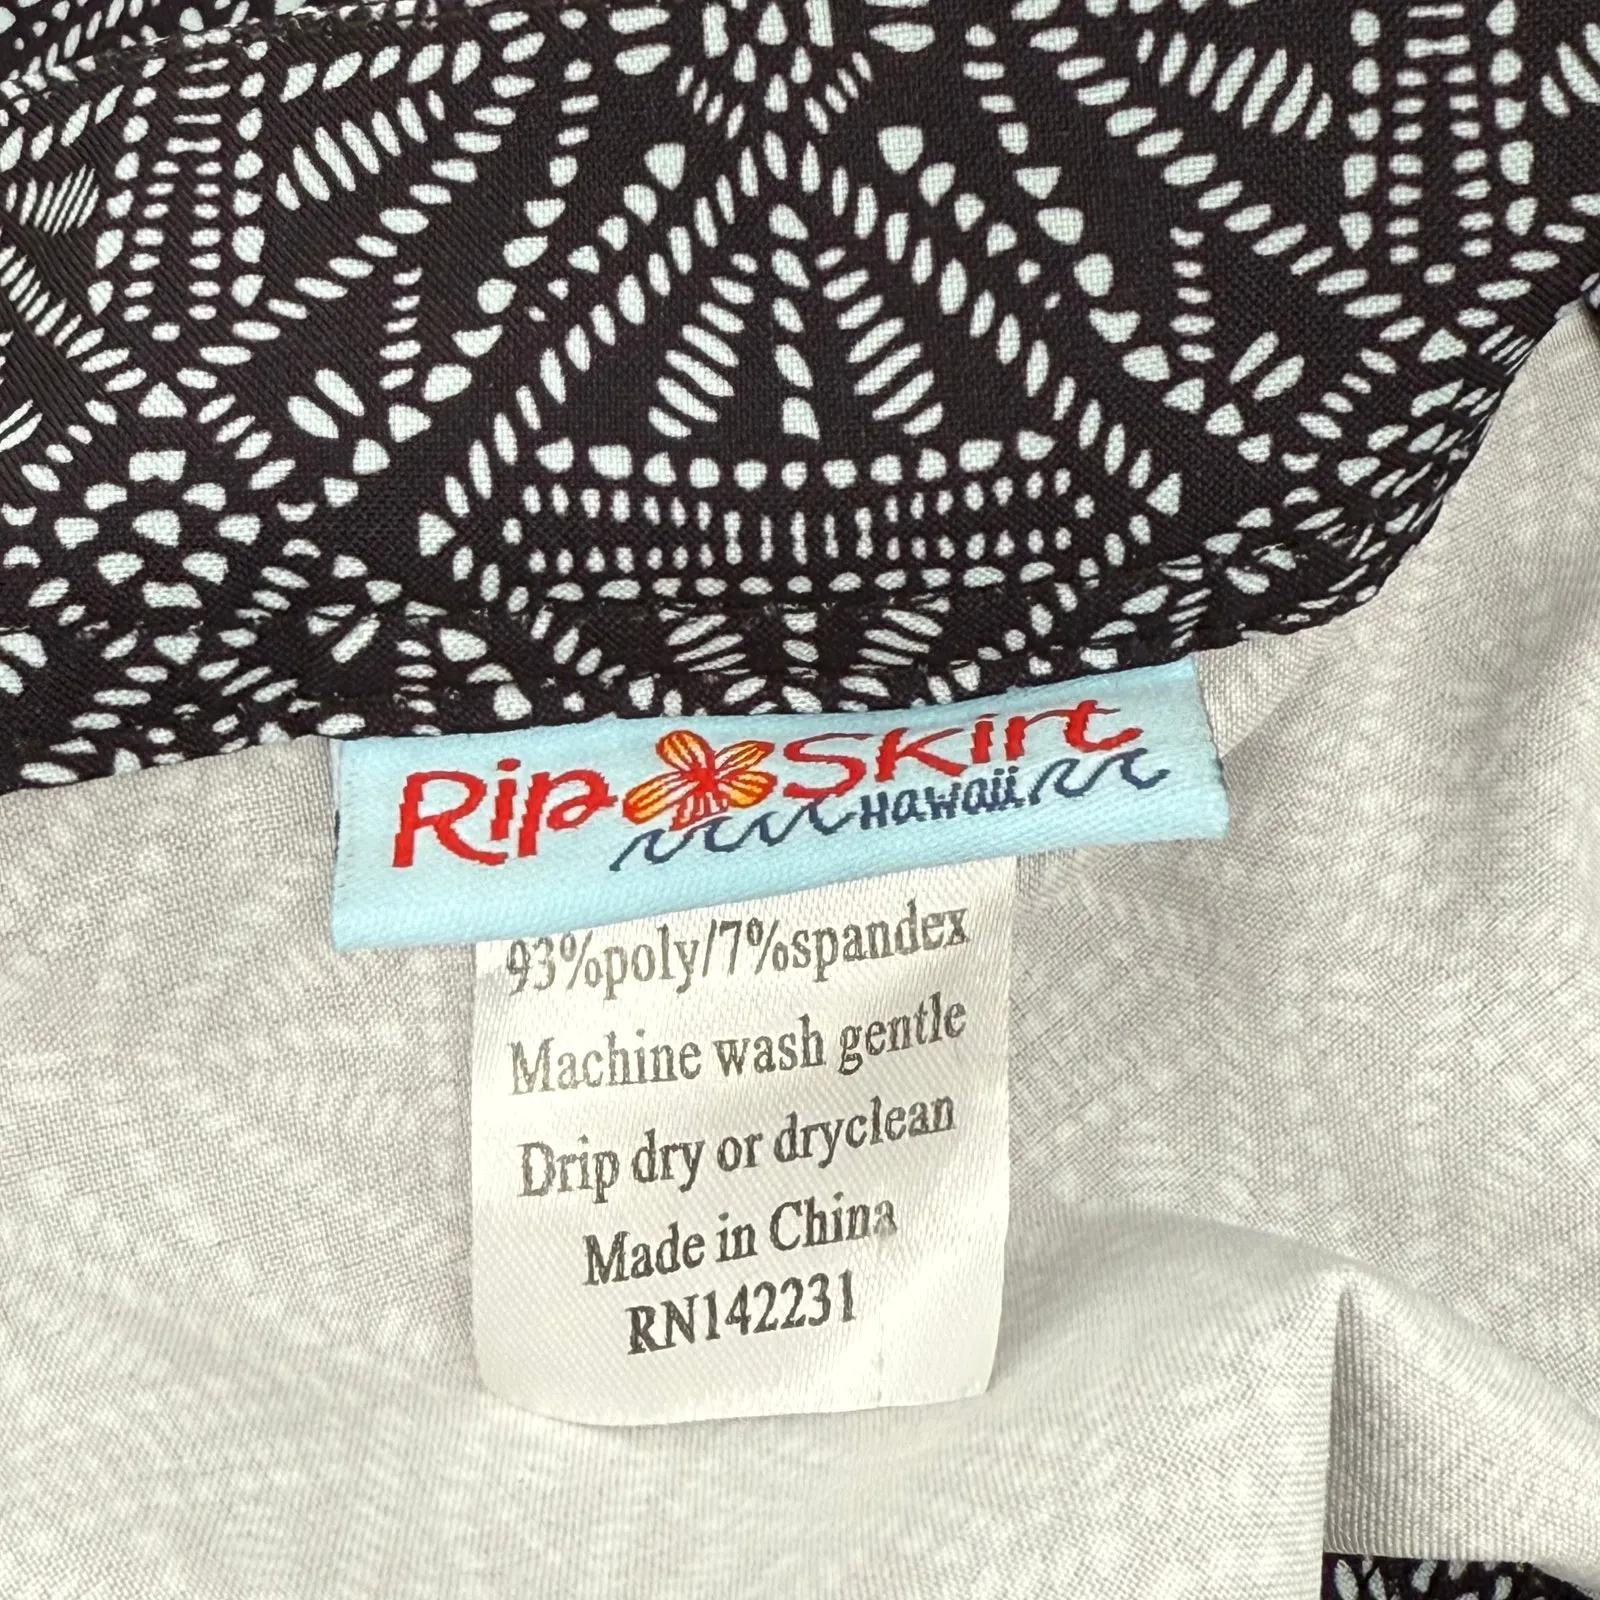 Rip Skirt
Hawaii
93%poly/7%spandex
Machine wash gentle
Drip dry or dryclean
Made in China
RN142231